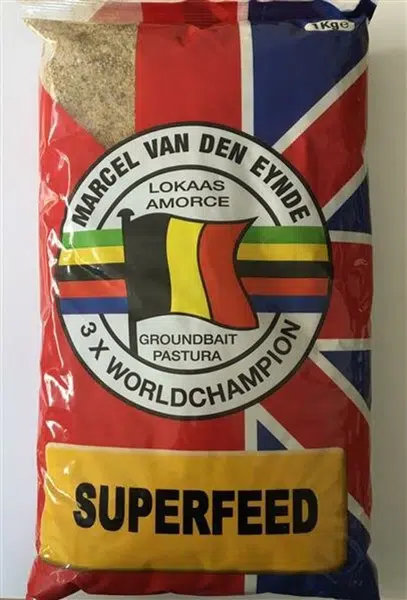 1Kg e
MARCEL VAN DEN EYNDE
LOKAAS
AMORCE
GROUNDBAIT
PASTURA
3 X WORLDCHAMPION
SUPERFEED